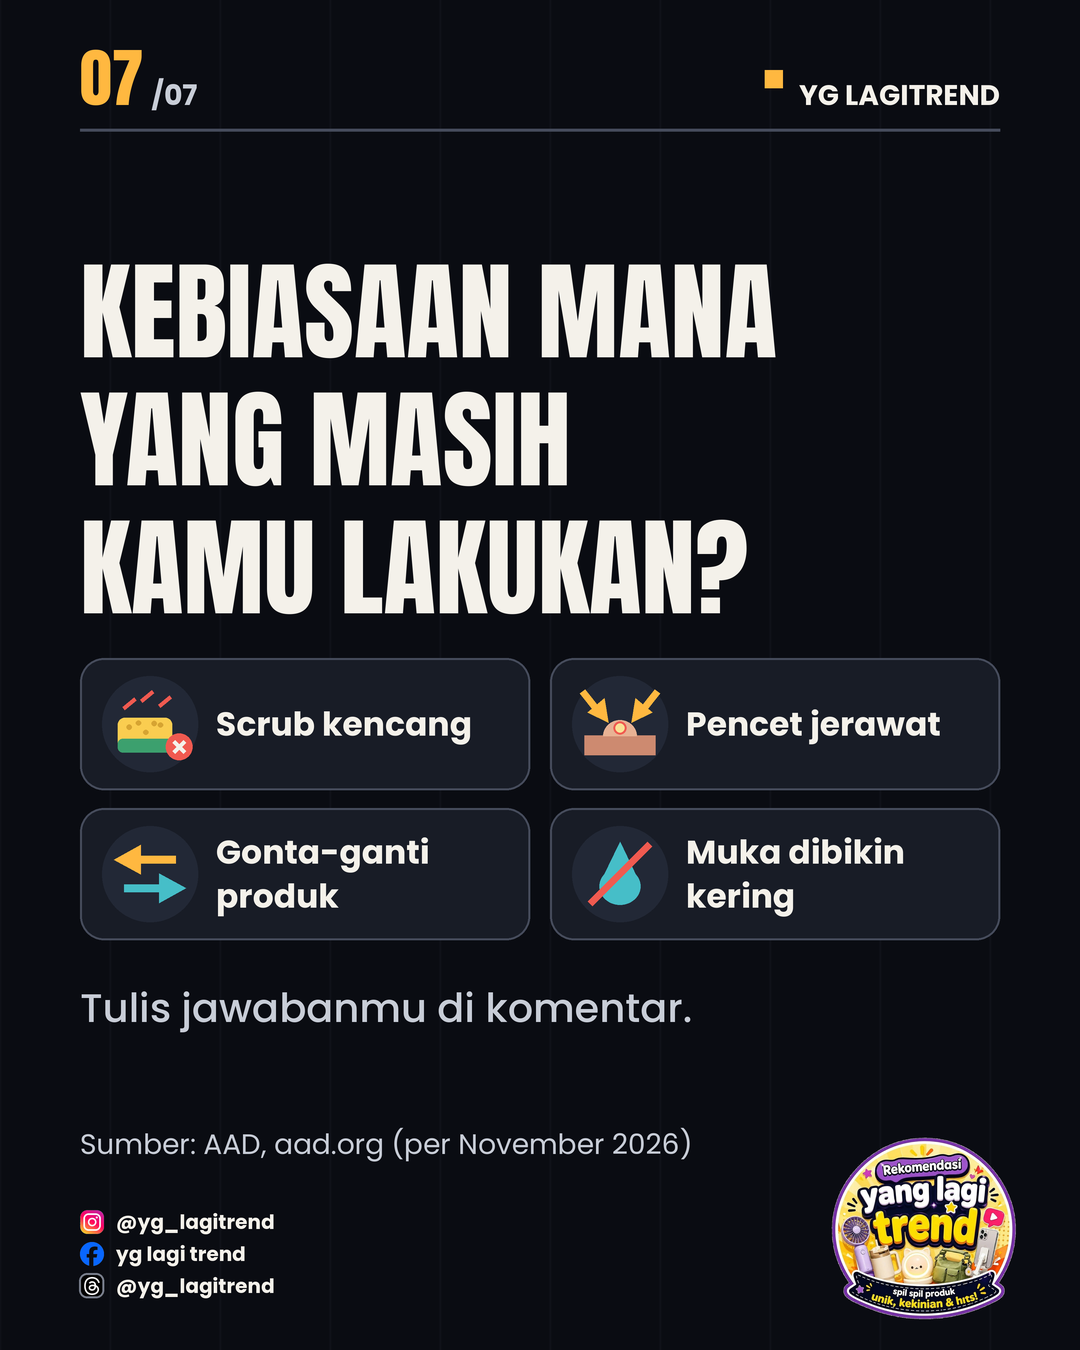 07 /07
YG LAGITREND
KEBIASAAN MANA
YANG MASIH
KAMU LAKUKAN?
Scrub kencang
Pencet jerawat
Gonta-ganti
produk
Muka dibikin
kering
Tulis jawabanmu di komentar.
Sumber: AAD, aad.org (per November 2026)
@yg_lagitrend
yg lagi trend
@yg_lagitrend
Rekomendasi
yang lagi
trend
spil spil produk
unik, kekinian & hits!